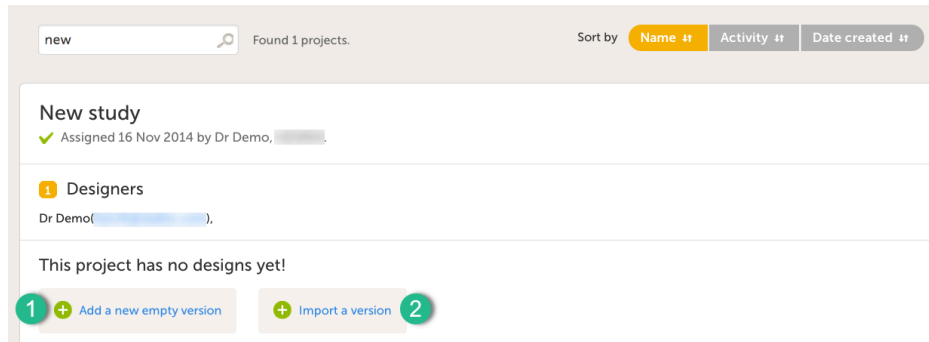 new
Found 1 projects.
Sort by Name Activity Date created
New study
Assigned 16 Nov 2014 by Dr Demo, .
1 Designers
Dr Demo( ),
This project has no designs yet!
1 Add a new empty version Import a version 2